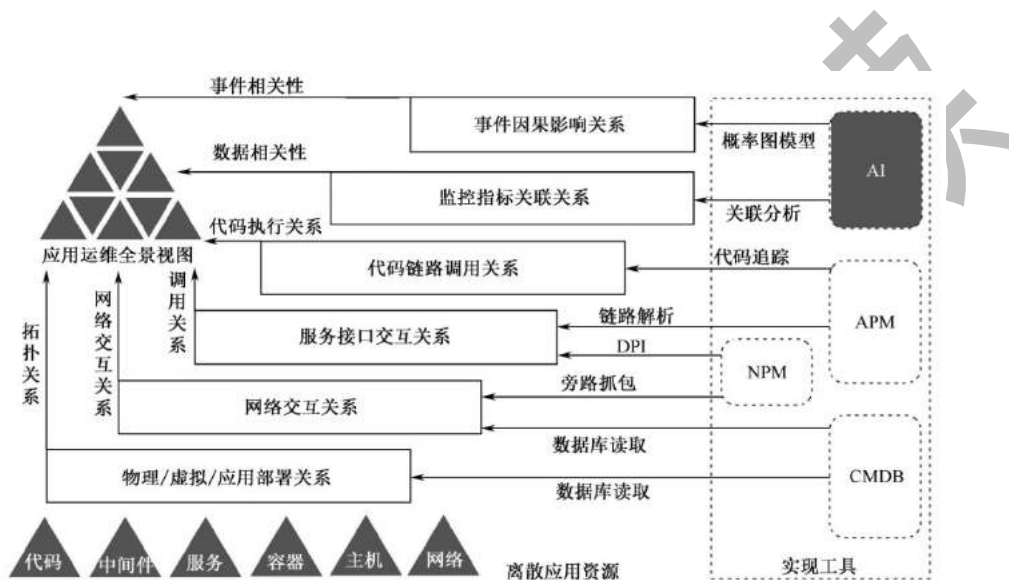 事件相关性
事件因果影响关系
概率图模型
AI
数据相关性
监控指标关联关系
关联分析
代码执行关系
应用运维全景视图
代码链路调用关系
代码追踪
调用关系
网络交互关系
拓扑关系
服务接口交互关系
链路解析
APM
DPI
NPM
旁路抓包
网络交互关系
数据库读取
物理/虚拟/应用部署关系
CMDB
数据库读取
代码
中间件
服务
容器
主机
网络
离散应用资源
实现工具